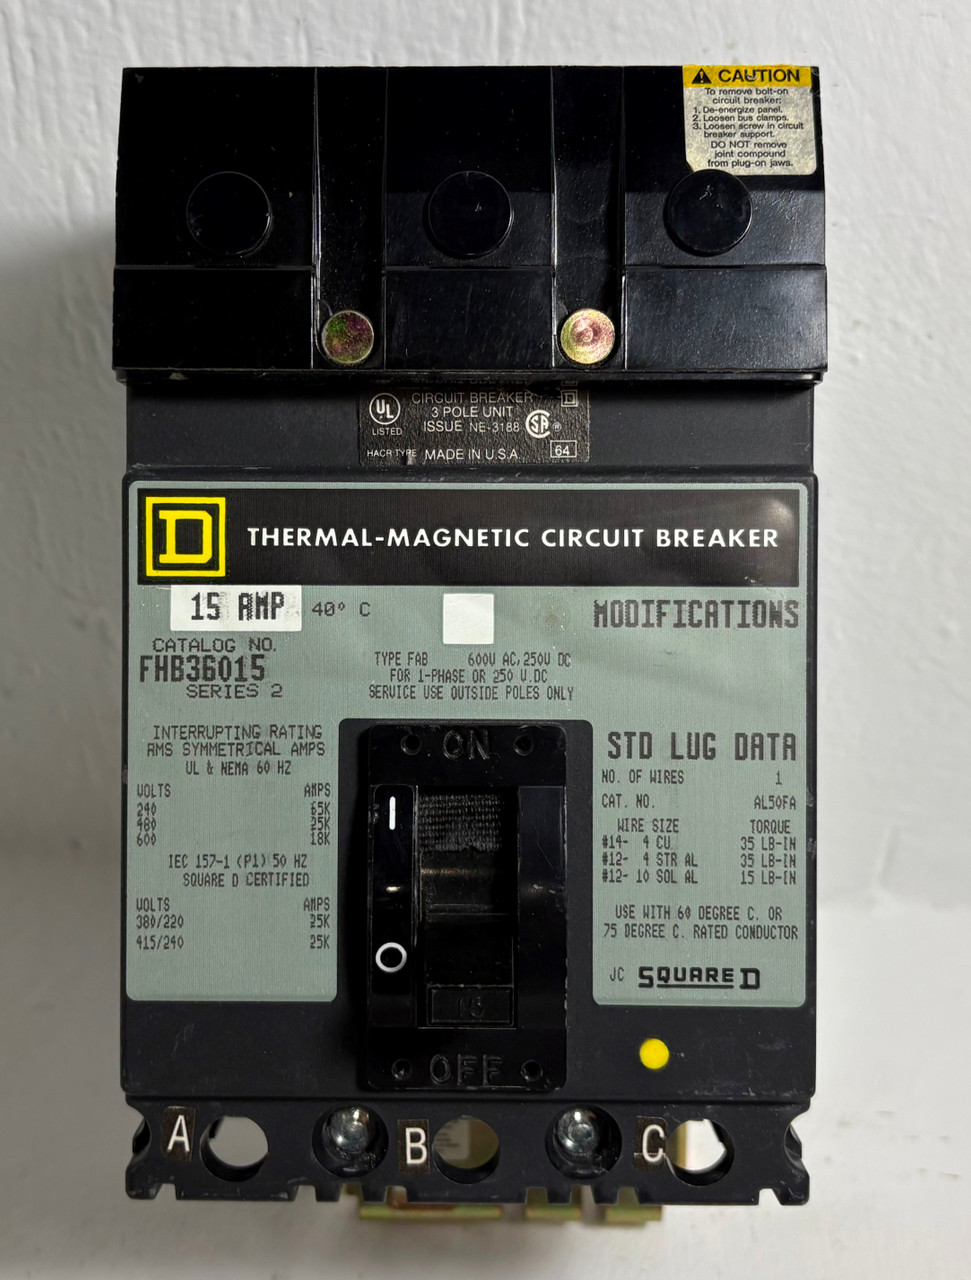 ⚠ CAUTION
To remove bolt-on
circuit breaker:
1. De-energize panel.
2. Loosen bus clamps.
3. Loosen screw in circuit
breaker support.
DO NOT remove
joint compound
from plug-on jaws.
CIRCUIT BREAKER
3 POLE UNIT
ISSUE NE-3188
UL
LISTED
SA
HACR TYPE
MADE IN U.S.A.
64
D
D THERMAL-MAGNETIC CIRCUIT BREAKER
15 AMP 40° C
CATALOG NO.
FHB36015
SERIES 2
TYPE FAB 600V AC, 250V DC
FOR 1-PHASE OR 250 V.DC
SERVICE USE OUTSIDE POLES ONLY
MODIFICATIONS
INTERRUPTING RATING
RMS SYMMETRICAL AMPS
UL & NEMA 60 HZ
VOLTS AMPS
240 65K
480 25K
600 18K
IEC 157-1 (P1) 50 HZ
SQUARE D CERTIFIED
VOLTS AMPS
380/220 25K
415/240 25K
ON
I
O
15
OFF
STD LUG DATA
NO. OF WIRES 1
CAT. NO. AL50FA
WIRE SIZE TORQUE
#14- 4 CU 35 LB-IN
#12- 4 STR AL 35 LB-IN
#12- 10 SOL AL 15 LB-IN
USE WITH 60 DEGREE C. OR
75 DEGREE C. RATED CONDUCTOR
JC SQUARE D
A B C